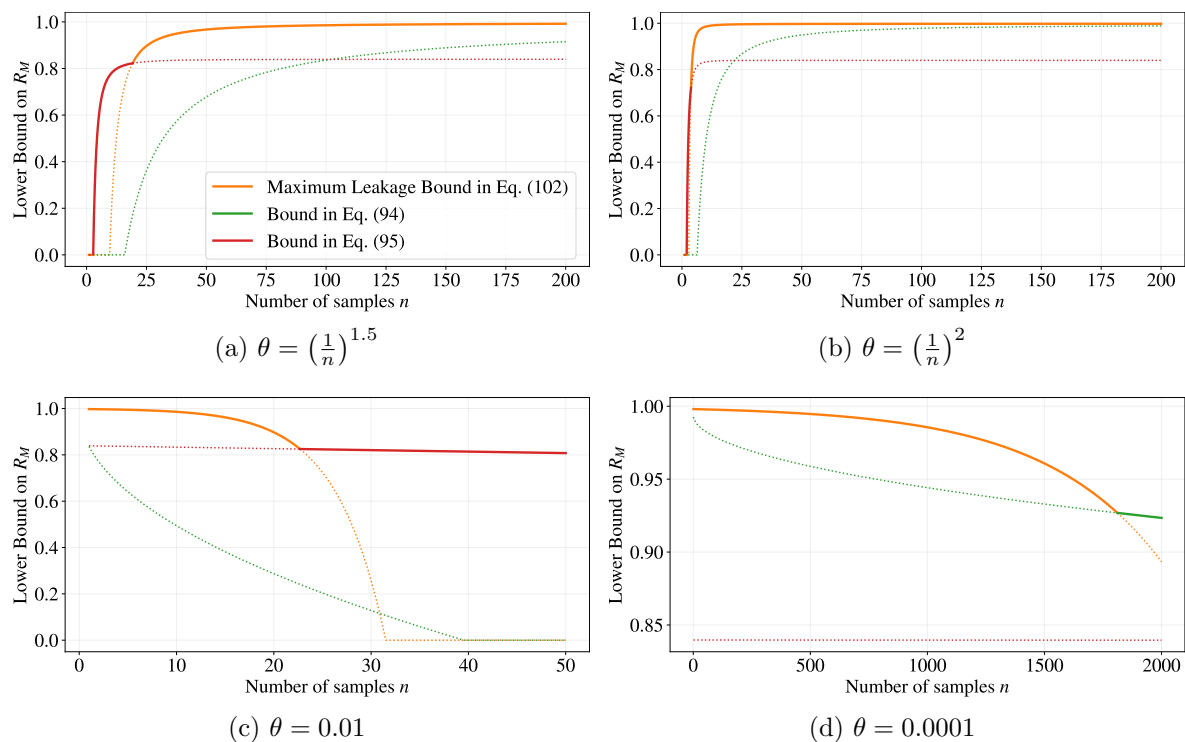 Lower Bound on R_M
1.0
0.8
0.6
0.4
0.2
0.0
Maximum Leakage Bound in Eq. (102)
Bound in Eq. (94)
Bound in Eq. (95)
0 25 50 75 100 125 150 175 200
Number of samples n
(a) θ = (1/n)^1.5
Lower Bound on R_M
1.0
0.8
0.6
0.4
0.2
0.0
0 25 50 75 100 125 150 175 200
Number of samples n
(b) θ = (1/n)^2
Lower Bound on R_M
1.0
0.8
0.6
0.4
0.2
0.0
0 10 20 30 40 50
Number of samples n
(c) θ = 0.01
Lower Bound on R_M
1.00
0.95
0.90
0.85
0 500 1000 1500 2000
Number of samples n
(d) θ = 0.0001